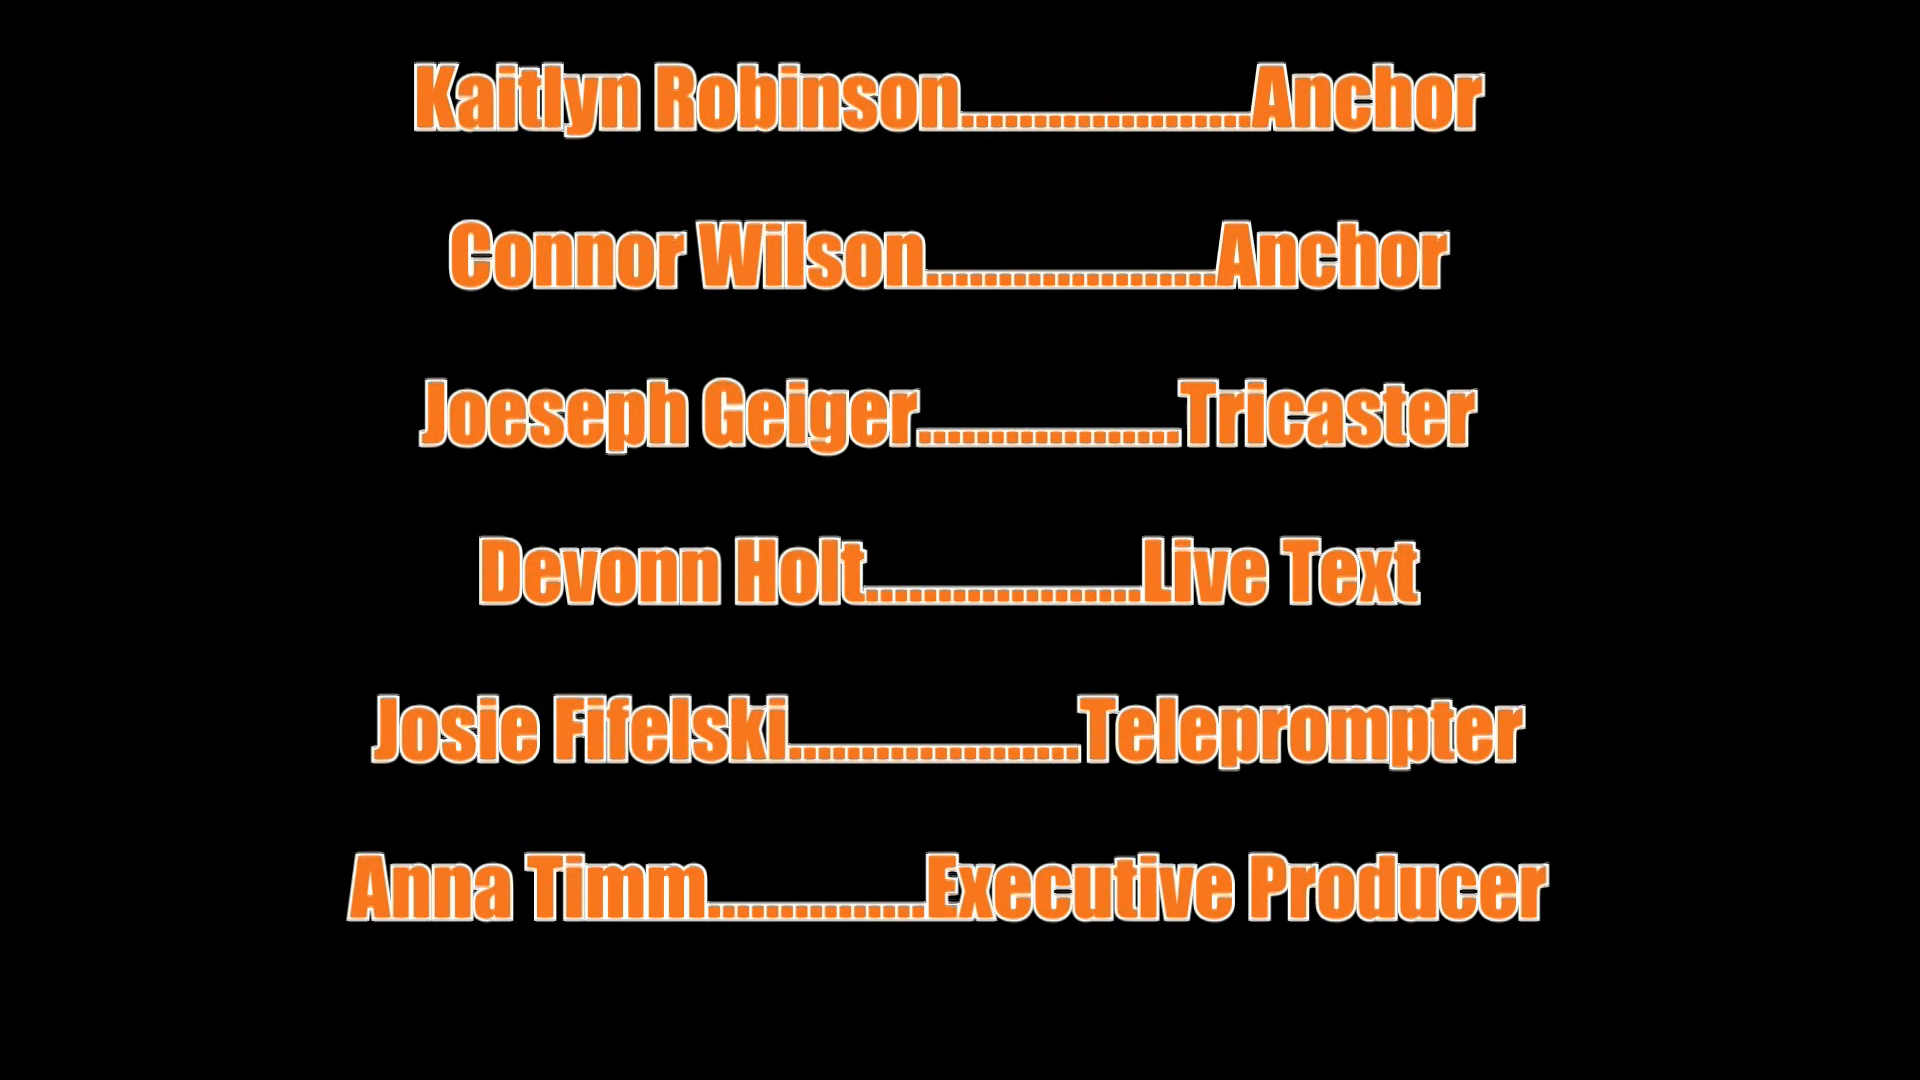 Kaitlyn Robinson....................Anchor
Connor Wilson....................Anchor
Joeseph Geiger..................Tricaster
Devonn Holt...................Live Text
Josie Fifelski....................Teleprompter
Anna Timm...............Executive Producer